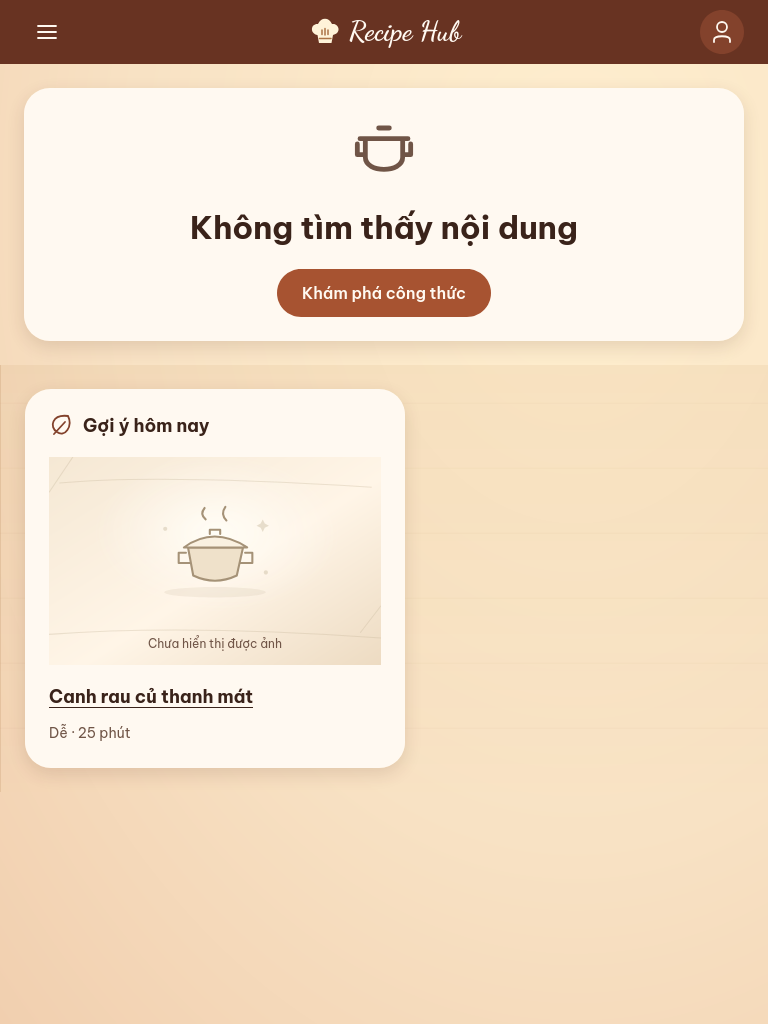 Recipe Hub
Không tìm thấy nội dung
Khám phá công thức
Gợi ý hôm nay
Chưa hiển thị được ảnh
Canh rau củ thanh mát
Dễ · 25 phút